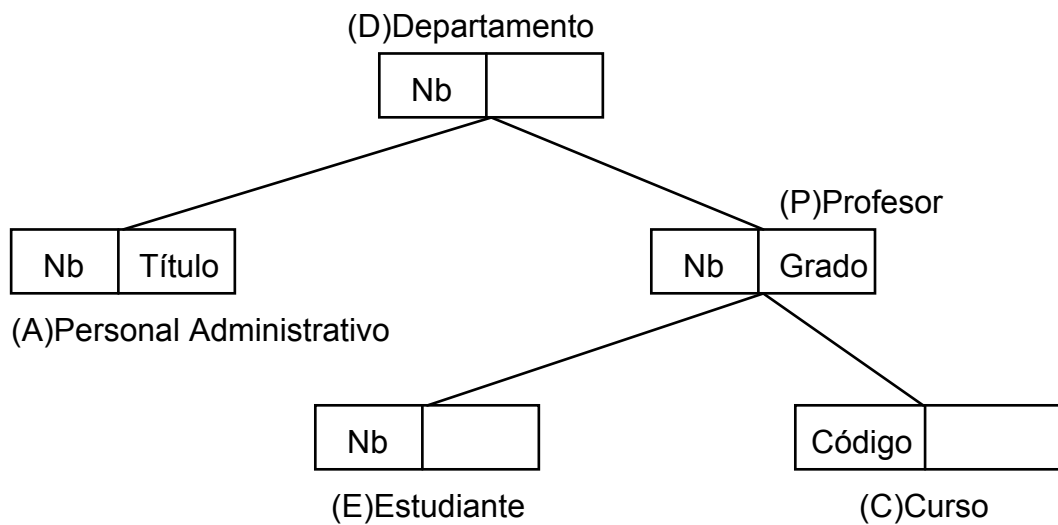 (D)Departamento
Nb
(P)Profesor
Nb Título
Nb Grado
(A)Personal Administrativo
Nb
Código
(E)Estudiante
(C)Curso